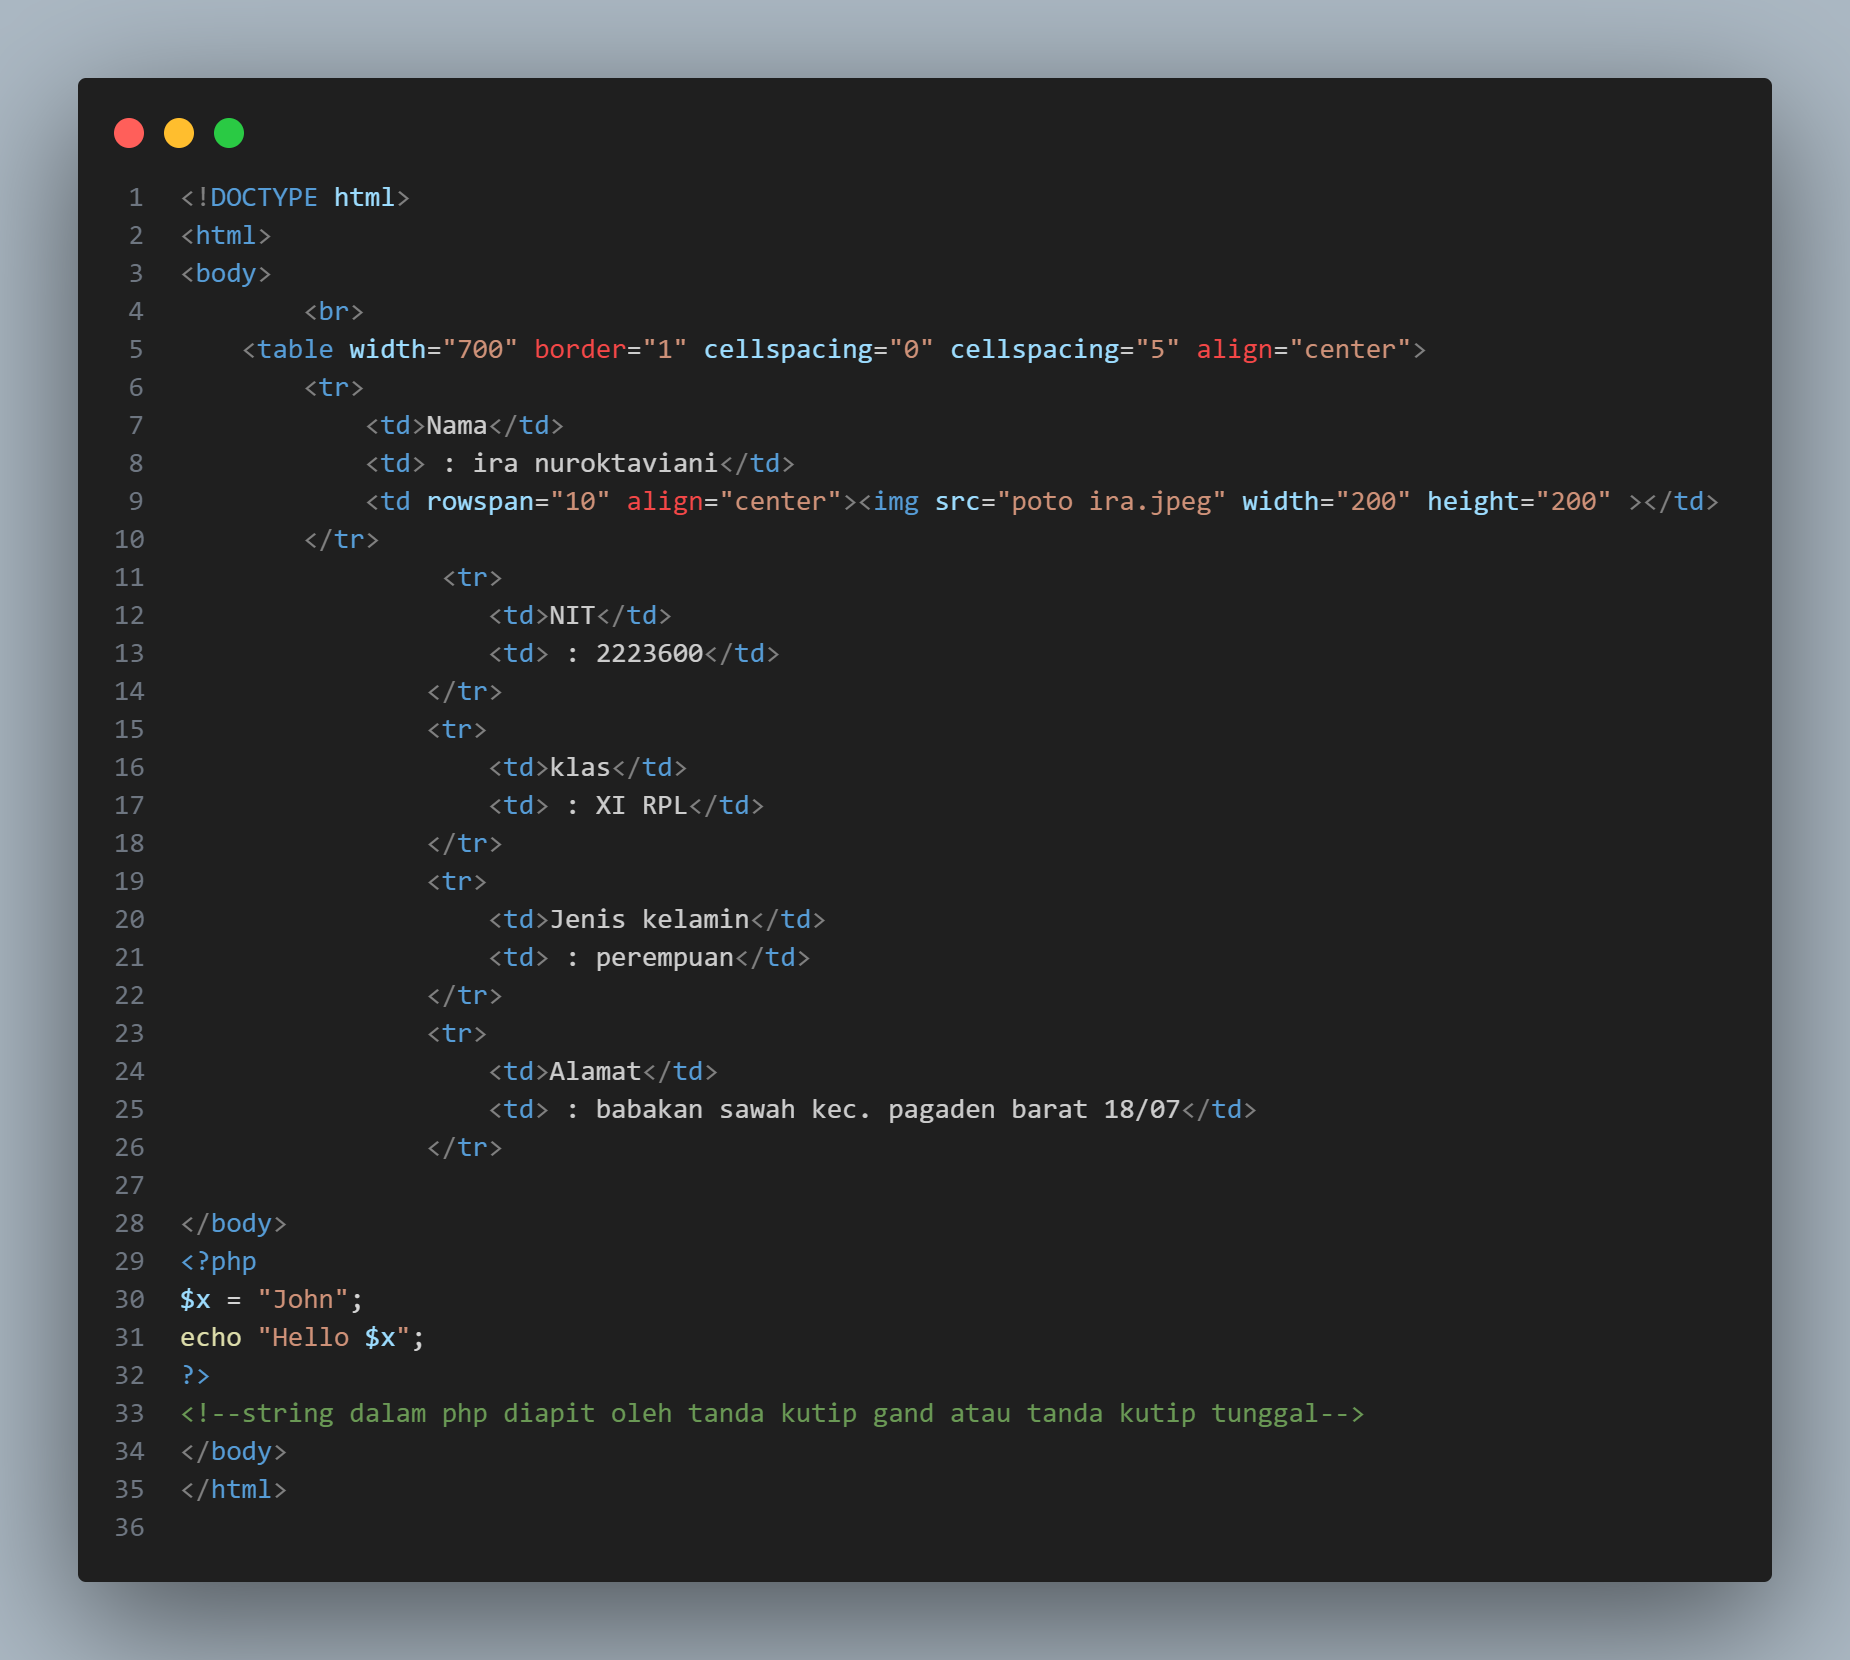 1 <!DOCTYPE html>
2 <html>
3 <body>
4         <br>
5     <table width="700" border="1" cellspacing="0" cellspacing="5" align="center">
6         <tr>
7             <td>Nama</td>
8             <td> : ira nuroktaviani</td>
9             <td rowspan="10" align="center"><img src="poto ira.jpeg" width="200" height="200" ></td>
10         </tr>
11                  <tr>
12                     <td>NIT</td>
13                     <td> : 2223600</td>
14                 </tr>
15                 <tr>
16                     <td>klas</td>
17                     <td> : XI RPL</td>
18                 </tr>
19                 <tr>
20                     <td>Jenis kelamin</td>
21                     <td> : perempuan</td>
22                 </tr>
23                 <tr>
24                     <td>Alamat</td>
25                     <td> : babakan sawah kec. pagaden barat 18/07</td>
26                 </tr>
27
28 </body>
29 <?php
30 $x = "John";
31 echo "Hello $x";
32 ?>
33 <!--string dalam php diapit oleh tanda kutip gand atau tanda kutip tunggal-->
34 </body>
35 </html>
36